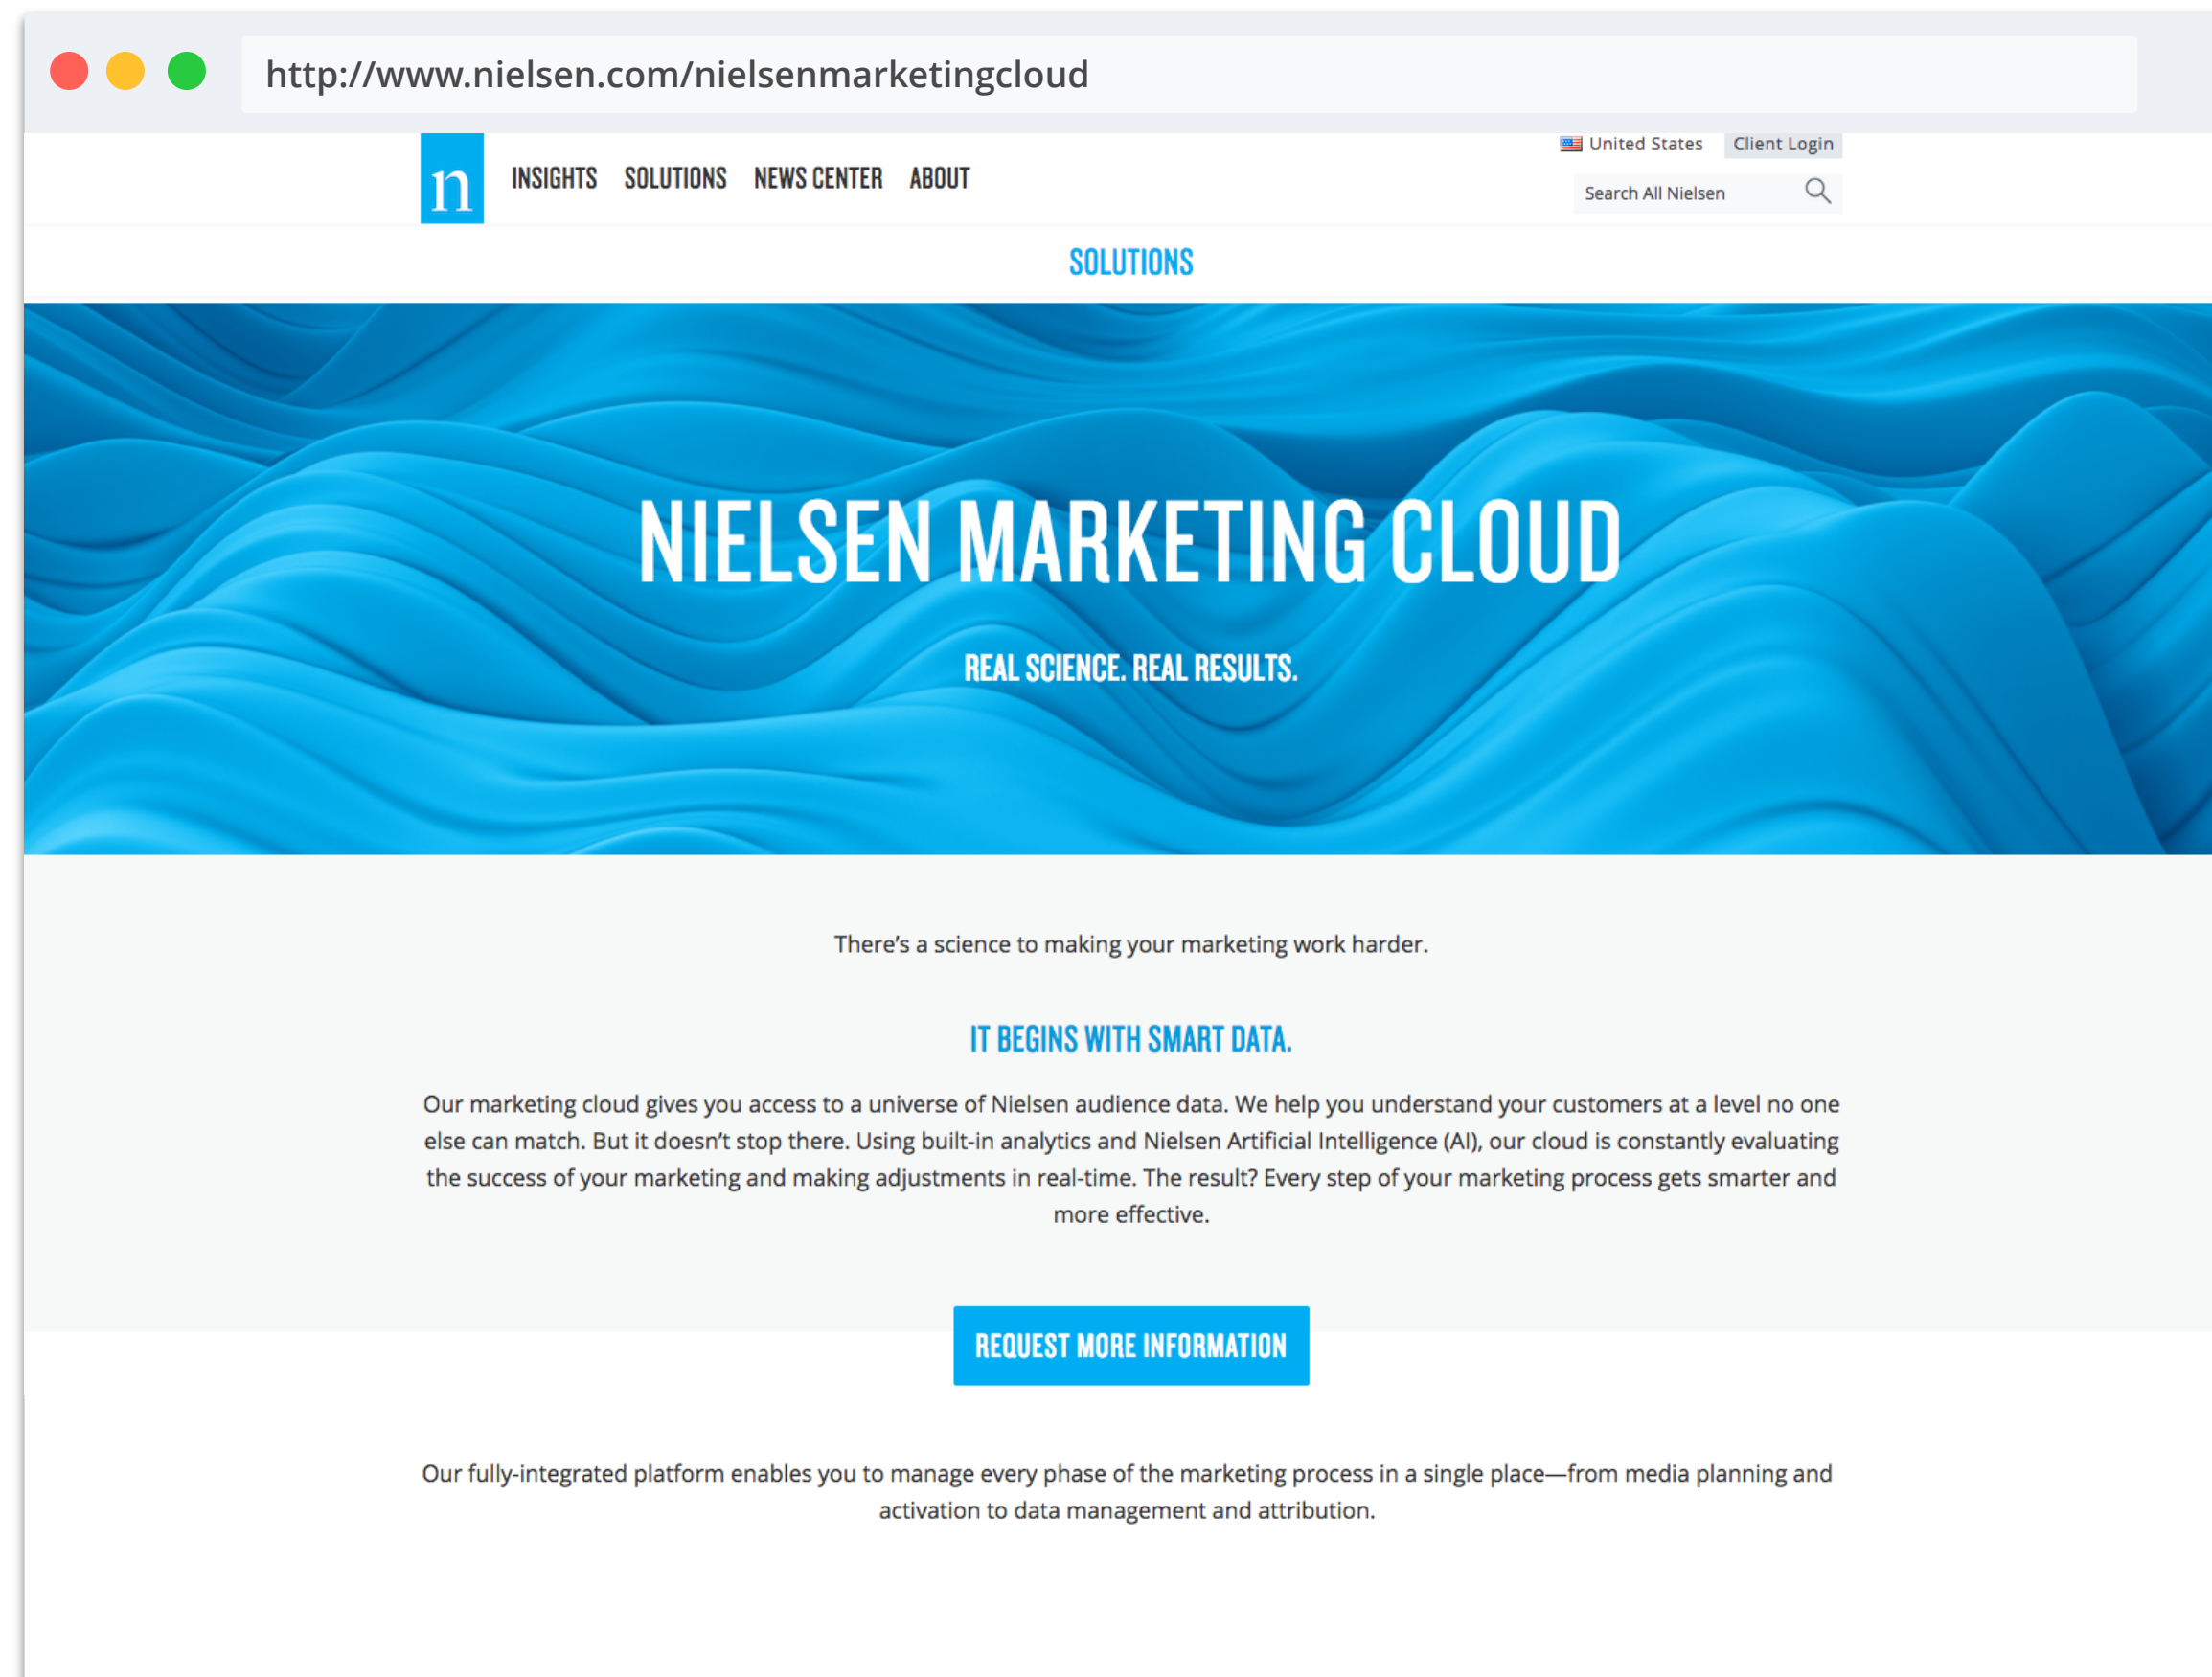 http://www.nielsen.com/nielsenmarketingcloud
United States Client Login
n INSIGHTS SOLUTIONS NEWS CENTER ABOUT
Search All Nielsen
SOLUTIONS
NIELSEN MARKETING CLOUD
REAL SCIENCE. REAL RESULTS.
There’s a science to making your marketing work harder.
IT BEGINS WITH SMART DATA.
Our marketing cloud gives you access to a universe of Nielsen audience data. We help you understand your customers at a level no one
else can match. But it doesn’t stop there. Using built-in analytics and Nielsen Artificial Intelligence (AI), our cloud is constantly evaluating
the success of your marketing and making adjustments in real-time. The result? Every step of your marketing process gets smarter and
more effective.
REQUEST MORE INFORMATION
Our fully-integrated platform enables you to manage every phase of the marketing process in a single place—from media planning and
activation to data management and attribution.